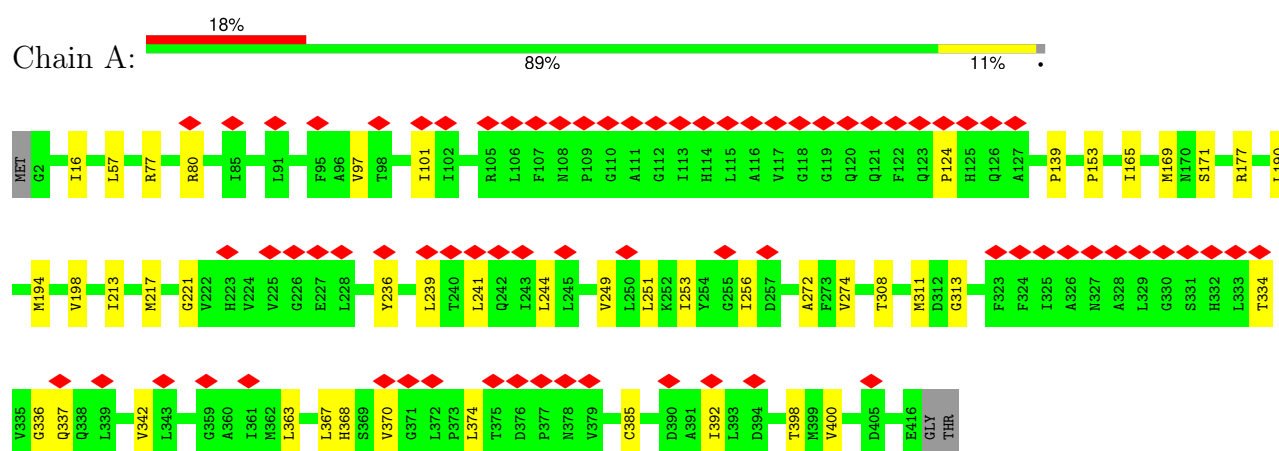 18%
Chain A:
89% 11% •
MET G2 I16 L57 R77 R80 I85 L91 F95 A96 V97 T98 I101 I102 R105 L106 F107 N108 P109 G110 A111 G112 I113 H114 L115 A116 V117 G118 G119 Q120 Q121 F122 Q123 P124 H125 Q126 A127 P139 P153 I165 M169 N170 S171 R177 L190
M194 V198 I213 M217 G221 V222 H223 V224 V225 G226 E227 L228 Y236 L239 T240 L241 Q242 I243 L244 L245 V249 L250 L251 K252 I253 Y254 G255 I256 D257 A272 F273 V274 T308 M311 D312 G313 F323 F324 I325 A326 N327 A328 L329 G330 S331 H332 L333 T334
V335 G336 Q337 Q338 L339 V342 L343 G359 A360 I361 M362 L363 L367 H368 S369 V370 G371 L372 P373 L374 T375 D376 P377 N378 V379 C385 D390 A391 I392 L393 D394 T398 M399 V400 D405 E416 GLY THR